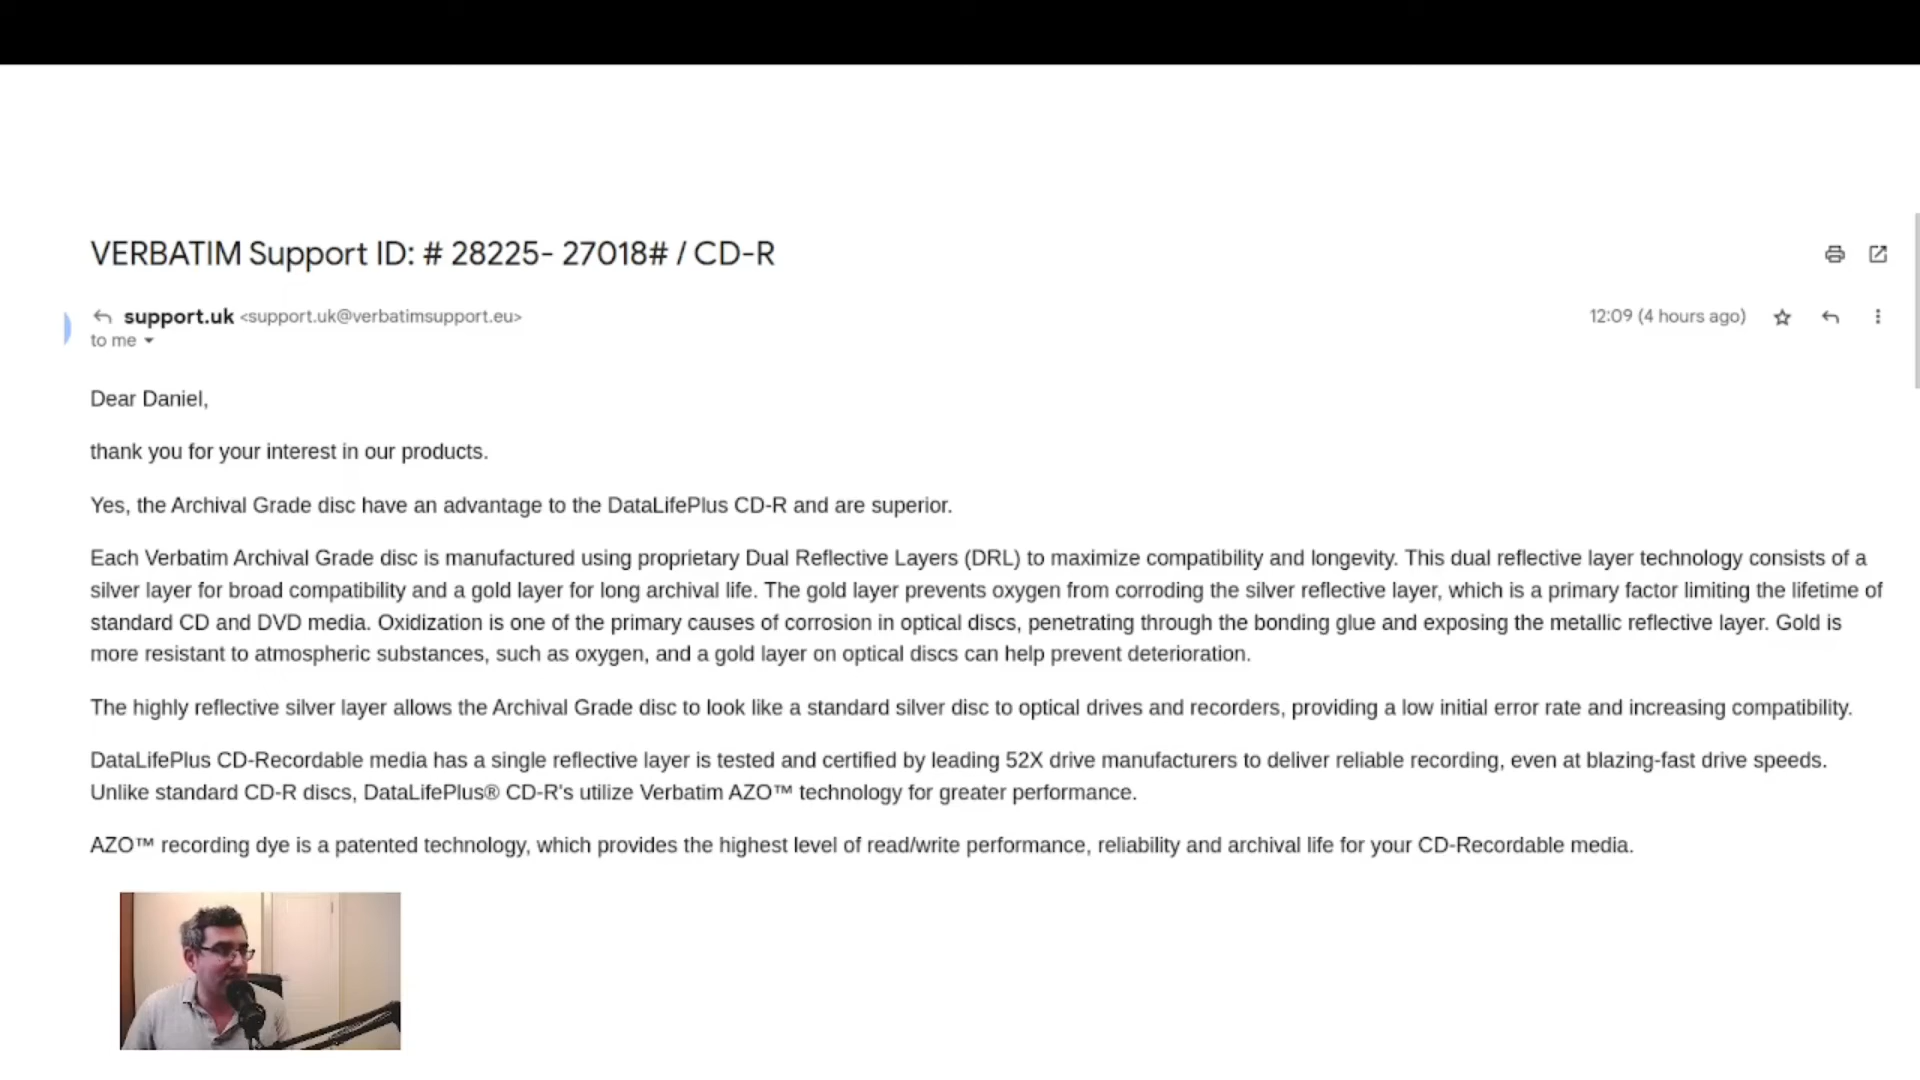 VERBATIM Support ID: # 28225- 27018# / CD-R
support.uk <support.uk@verbatimsupport.eu>
12:09 (4 hours ago)
to me
Dear Daniel,
thank you for your interest in our products.
Yes, the Archival Grade disc have an advantage to the DataLifePlus CD-R and are superior.
Each Verbatim Archival Grade disc is manufactured using proprietary Dual Reflective Layers (DRL) to maximize compatibility and longevity. This dual reflective layer technology consists of a
silver layer for broad compatibility and a gold layer for long archival life. The gold layer prevents oxygen from corroding the silver reflective layer, which is a primary factor limiting the lifetime of
standard CD and DVD media. Oxidization is one of the primary causes of corrosion in optical discs, penetrating through the bonding glue and exposing the metallic reflective layer. Gold is
more resistant to atmospheric substances, such as oxygen, and a gold layer on optical discs can help prevent deterioration.
The highly reflective silver layer allows the Archival Grade disc to look like a standard silver disc to optical drives and recorders, providing a low initial error rate and increasing compatibility.
DataLifePlus CD-Recordable media has a single reflective layer is tested and certified by leading 52X drive manufacturers to deliver reliable recording, even at blazing-fast drive speeds.
Unlike standard CD-R discs, DataLifePlus® CD-R's utilize Verbatim AZO™ technology for greater performance.
AZO™ recording dye is a patented technology, which provides the highest level of read/write performance, reliability and archival life for your CD-Recordable media.